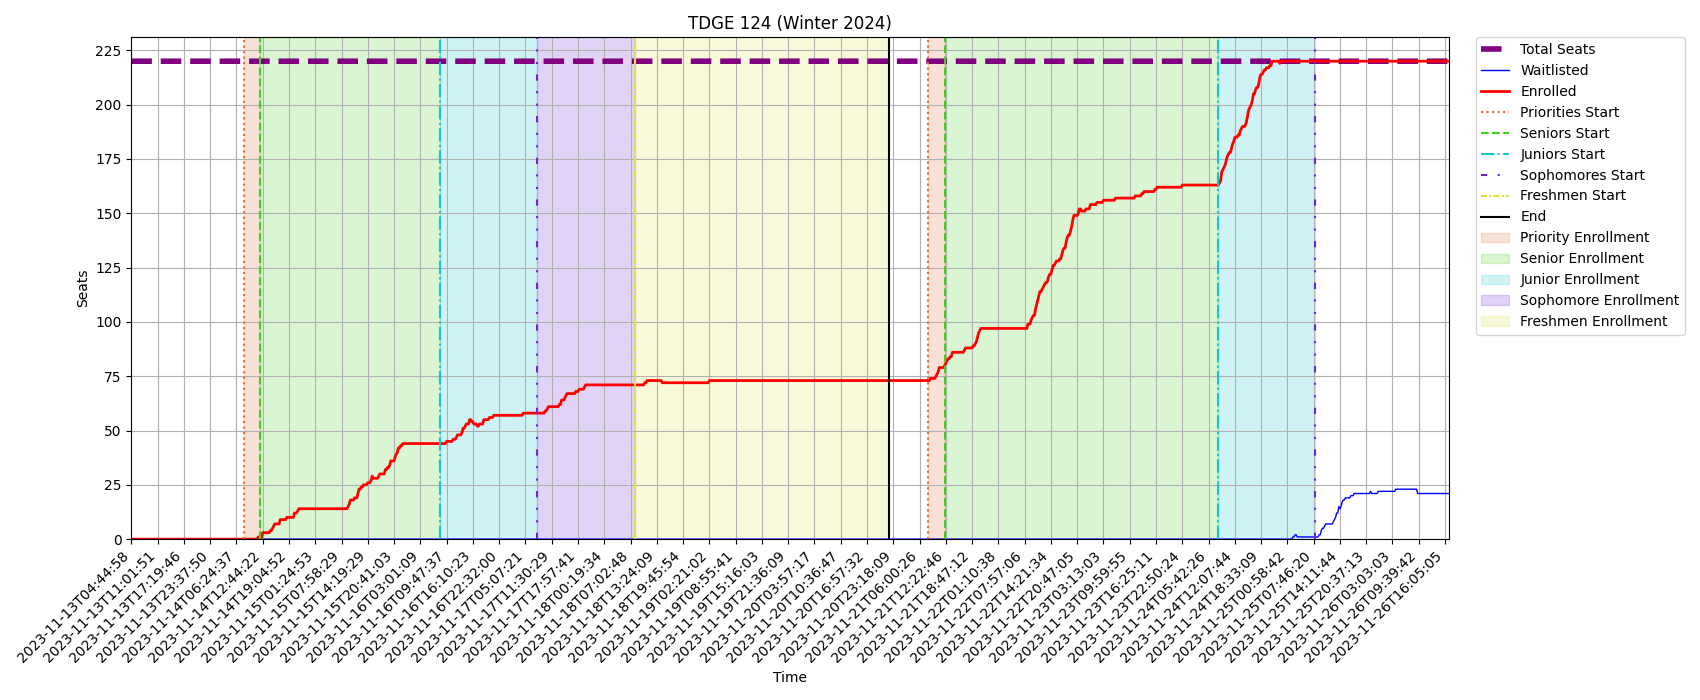 TDGE 124 (Winter 2024)
Seats
225
200
175
150
125
100
75
50
25
0
2023-11-13T04:44:58
2023-11-13T11:01:51
2023-11-13T17:19:46
2023-11-13T23:37:50
2023-11-14T06:24:37
2023-11-14T12:44:22
2023-11-14T19:04:52
2023-11-15T01:24:53
2023-11-15T07:58:29
2023-11-15T14:19:29
2023-11-15T20:41:03
2023-11-16T03:01:09
2023-11-16T09:47:37
2023-11-16T16:10:23
2023-11-16T22:32:00
2023-11-17T05:07:21
2023-11-17T11:30:29
2023-11-17T17:57:41
2023-11-18T00:19:34
2023-11-18T07:02:48
2023-11-18T13:24:09
2023-11-18T19:45:54
2023-11-19T02:21:02
2023-11-19T08:55:41
2023-11-19T15:16:03
2023-11-19T21:36:09
2023-11-20T03:57:17
2023-11-20T10:36:47
2023-11-20T16:57:32
2023-11-20T23:18:09
2023-11-21T06:00:26
2023-11-21T12:22:46
2023-11-21T18:47:12
2023-11-22T01:10:38
2023-11-22T07:57:06
2023-11-22T14:21:34
2023-11-22T20:47:05
2023-11-23T03:13:03
2023-11-23T09:59:55
2023-11-23T16:25:11
2023-11-23T22:50:24
2023-11-24T05:42:26
2023-11-24T12:07:44
2023-11-24T18:33:09
2023-11-25T00:58:42
2023-11-25T07:46:20
2023-11-25T14:11:44
2023-11-25T20:37:13
2023-11-26T03:03:03
2023-11-26T09:39:42
2023-11-26T16:05:05
Time
Total Seats
Waitlisted
Enrolled
Priorities Start
Seniors Start
Juniors Start
Sophomores Start
Freshmen Start
End
Priority Enrollment
Senior Enrollment
Junior Enrollment
Sophomore Enrollment
Freshmen Enrollment